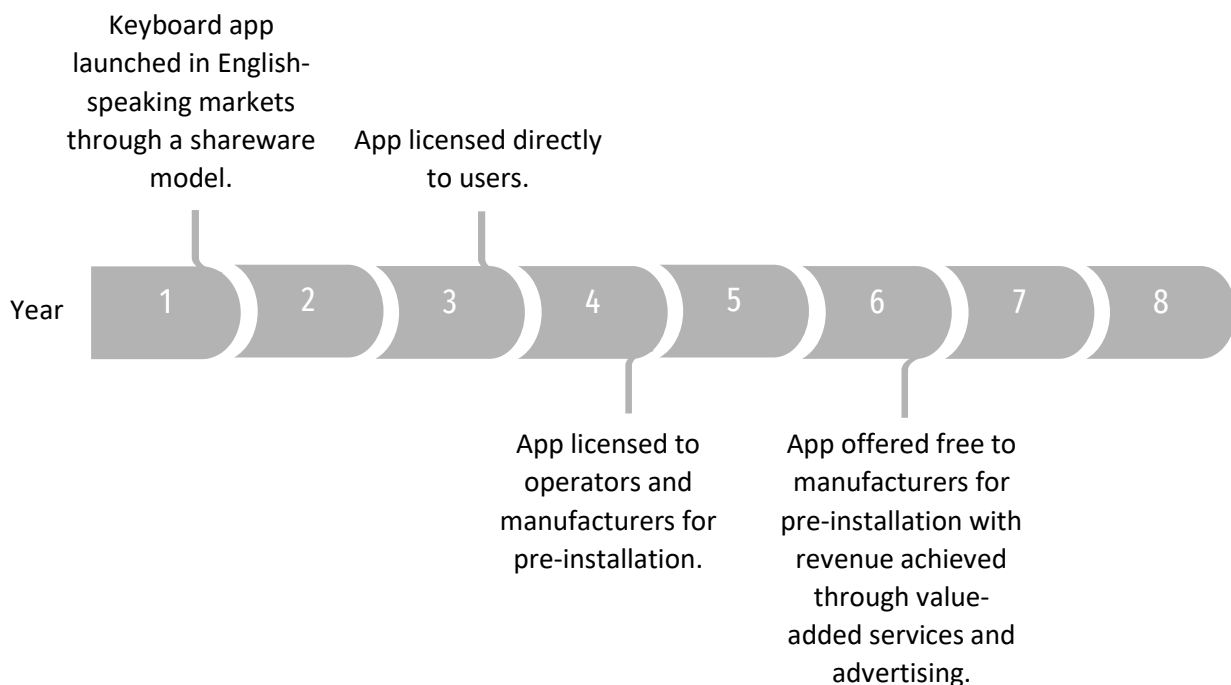 Keyboard app
launched in English-
speaking markets
through a shareware
model.
App licensed directly
to users.
Year
1
2
3
4
5
6
7
8
App licensed to
operators and
manufacturers for
pre-installation.
App offered free to
manufacturers for
pre-installation with
revenue achieved
through value-
added services and
advertising.